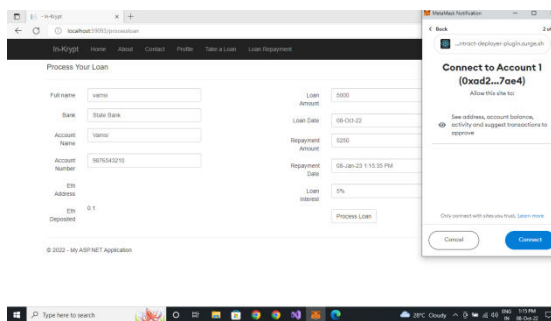 In-Krypt
localhost:39893/processloan
In-Krypt Home About Contact Profile Take a Loan Loan Repayment
Process Your Loan
Full name vamsi
Bank State Bank
Account Name Vamsi
Account Number 9876543210
Eth Address
Eth Deposited 0.1
Loan Amount 5000
Loan Date 08-Oct-22
Repayment Amount 5250
Repayment Date 08-Jan-23 1:15:35 PM
Loan Interest 5%
Process Loan
© 2022 - My ASP.NET Application
MetaMask Notification
< Back 2 of
...ntract-deployer-plugin.surge.sh
Connect to Account 1
(0xad2...7ae4)
Allow this site to:
See address, account balance,
activity and suggest transactions to
approve
Only connect with sites you trust. Learn more
Cancel Connect
Type here to search
28°C Cloudy
ENG
IN
1:15 PM
08-Oct-22